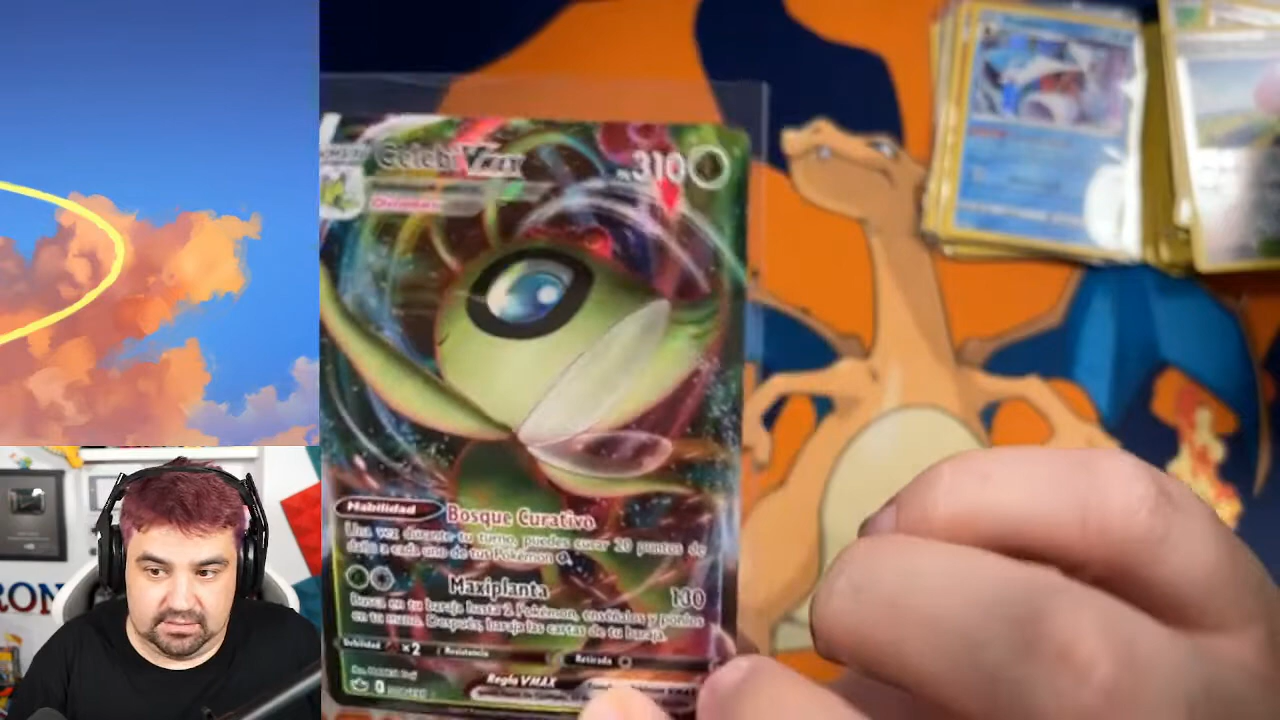 Celebi VMAX 310
Habilidad Bosque Curativo
Una vez durante tu turno, puedes curar 20 puntos de
daño a cada uno de tus Pokémon
Maxiplanta 130
Busca en tu baraja hasta 2 Pokémon, enséñalos y ponlos
en tu mano. Después, baraja las cartas de tu baraja.
Debilidad ×2 Resistencia Retirada
Regla VMAX
RON